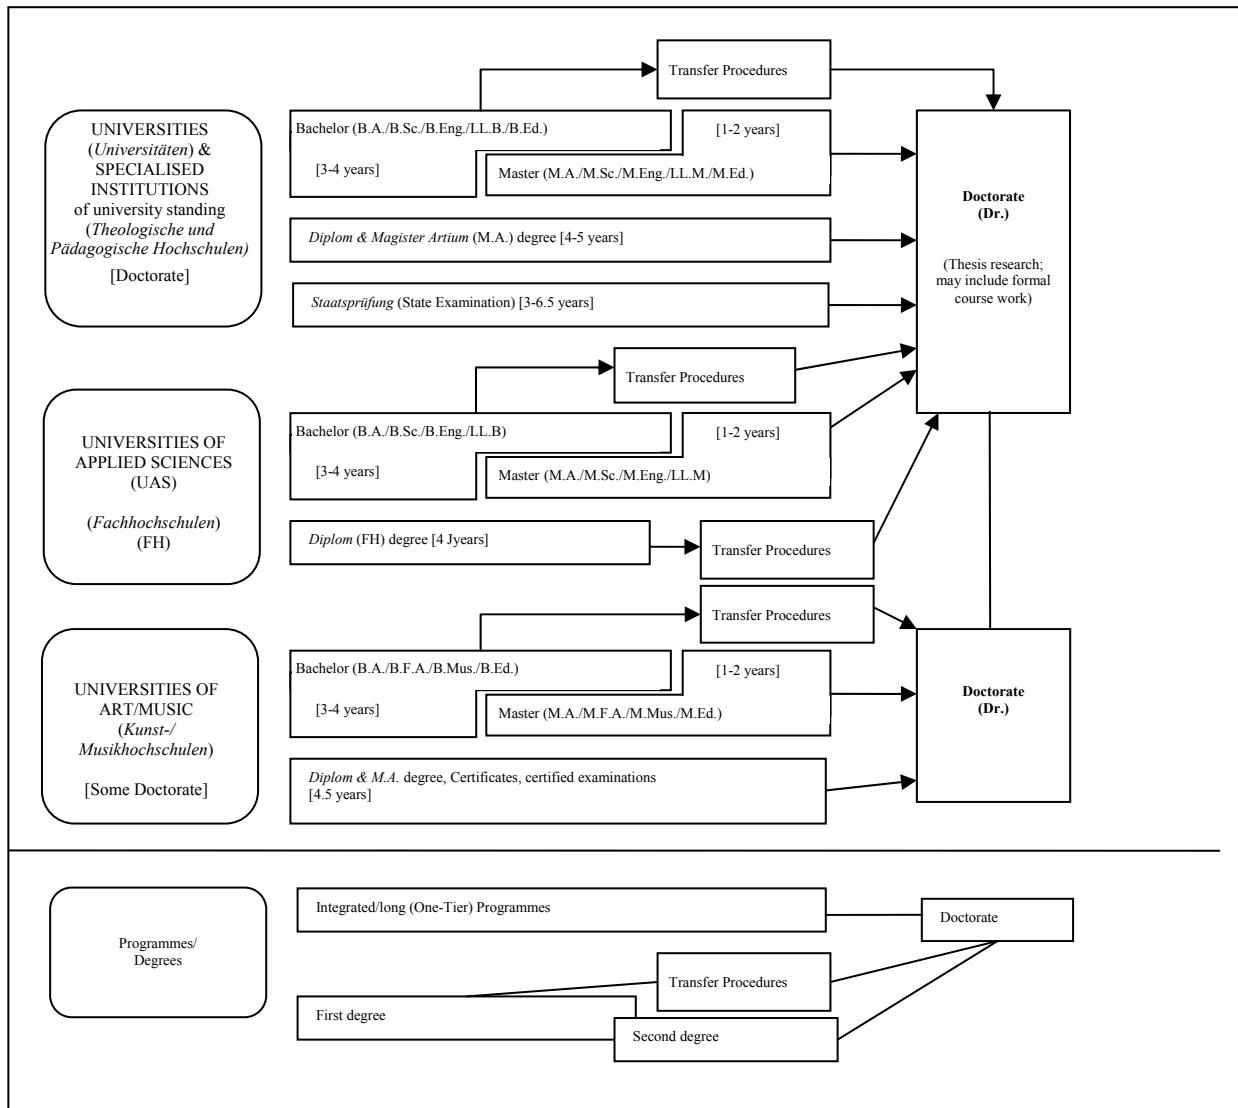 Transfer Procedures
UNIVERSITIES
(Universitäten) &
SPECIALISED
INSTITUTIONS
of university standing
(Theologische und
Pädagogische Hochschulen)
[Doctorate]
Bachelor (B.A./B.Sc./B.Eng./LL.B./B.Ed.)
[3-4 years]
[1-2 years]
Master (M.A./M.Sc./M.Eng./LL.M./M.Ed.)
Diplom & Magister Artium (M.A.) degree [4-5 years]
Staatsprüfung (State Examination) [3-6.5 years]
Doctorate
(Dr.)
(Thesis research;
may include formal
course work)
Transfer Procedures
UNIVERSITIES OF
APPLIED SCIENCES
(UAS)
(Fachhochschulen)
(FH)
Bachelor (B.A./B.Sc./B.Eng./LL.B)
[3-4 years]
[1-2 years]
Master (M.A./M.Sc./M.Eng./LL.M)
Diplom (FH) degree [4 Jyears]
Transfer Procedures
Transfer Procedures
UNIVERSITIES OF
ART/MUSIC
(Kunst-/
Musikhochschulen)
[Some Doctorate]
Bachelor (B.A./B.F.A./B.Mus./B.Ed.)
[3-4 years]
[1-2 years]
Master (M.A./M.F.A./M.Mus./M.Ed.)
Diplom & M.A. degree, Certificates, certified examinations
[4.5 years]
Doctorate
(Dr.)
Programmes/
Degrees
Integrated/long (One-Tier) Programmes
Doctorate
Transfer Procedures
First degree
Second degree